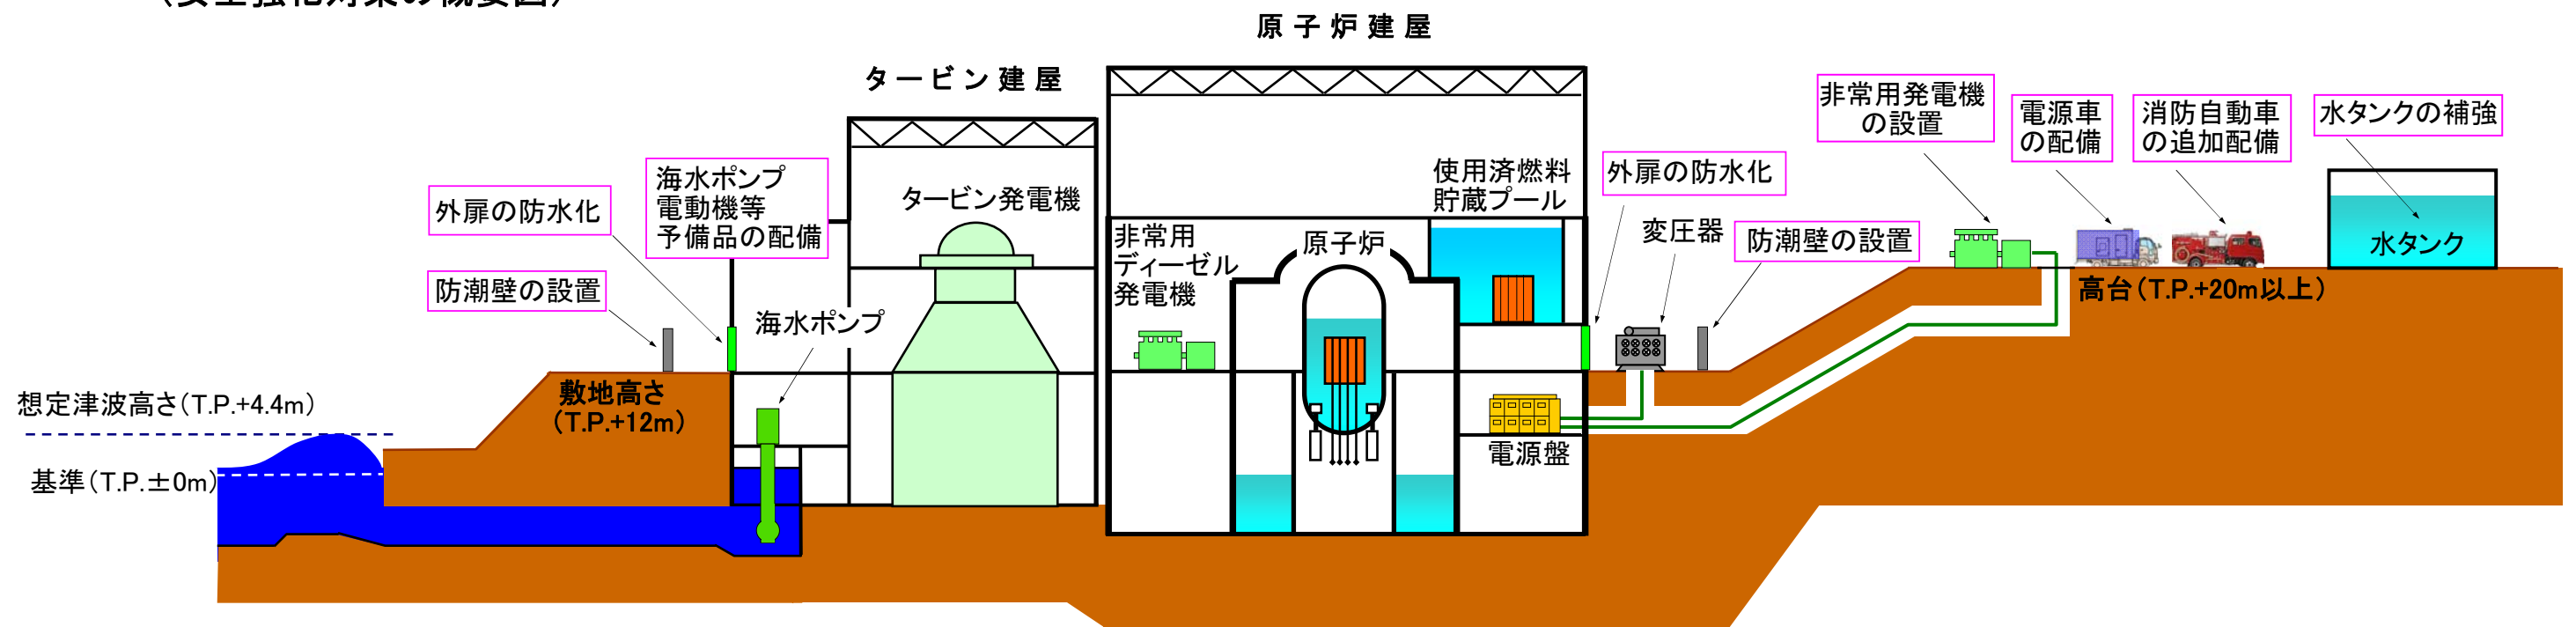 (安全強化対策の概要図)
原子炉建屋
タービン建屋
非常用発電機
の設置
電源車
の配備
消防自動車
の追加配備
水タンクの補強
海水ポンプ
電動機等
予備品の配備
外扉の防水化
防潮壁の設置
タービン発電機
海水ポンプ
使用済燃料
貯蔵プール
非常用
ディーゼル
発電機
原子炉
外扉の防水化
変圧器
防潮壁の設置
水タンク
高台(T.P.+20m以上)
敷地高さ
(T.P.+12m)
想定津波高さ(T.P.+4.4m)
基準(T.P.±0m)
電源盤